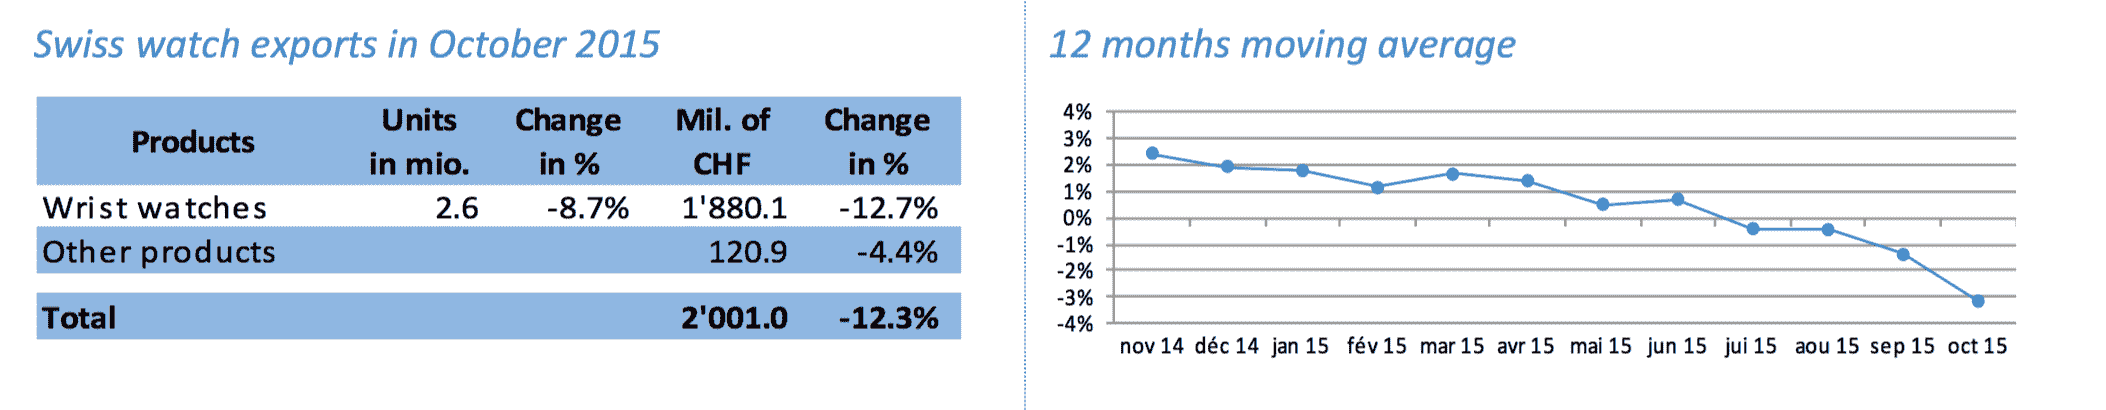 Swiss watch exports in October 2015
Products Units in mio. Change in % Mil. of CHF Change in %
Wrist watches 2.6 -8.7% 1'880.1 -12.7%
Other products 120.9 -4.4%
Total 2'001.0 -12.3%
12 months moving average
4%
3%
2%
1%
0%
-1%
-2%
-3%
-4%
nov 14 déc 14 jan 15 fév 15 mar 15 avr 15 mai 15 jun 15 jui 15 aou 15 sep 15 oct 15